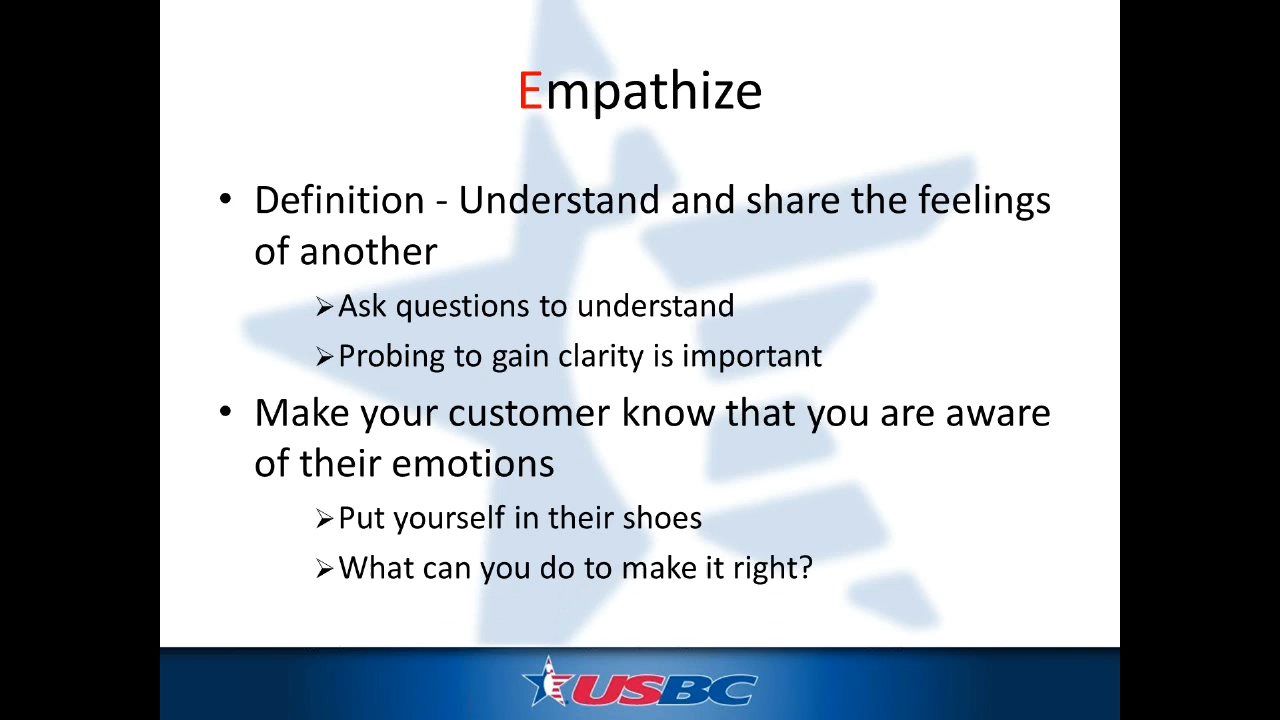 Empathize
• Definition - Understand and share the feelings
of another
➢Ask questions to understand
➢Probing to gain clarity is important
• Make your customer know that you are aware
of their emotions
➢Put yourself in their shoes
➢What can you do to make it right?
USBC